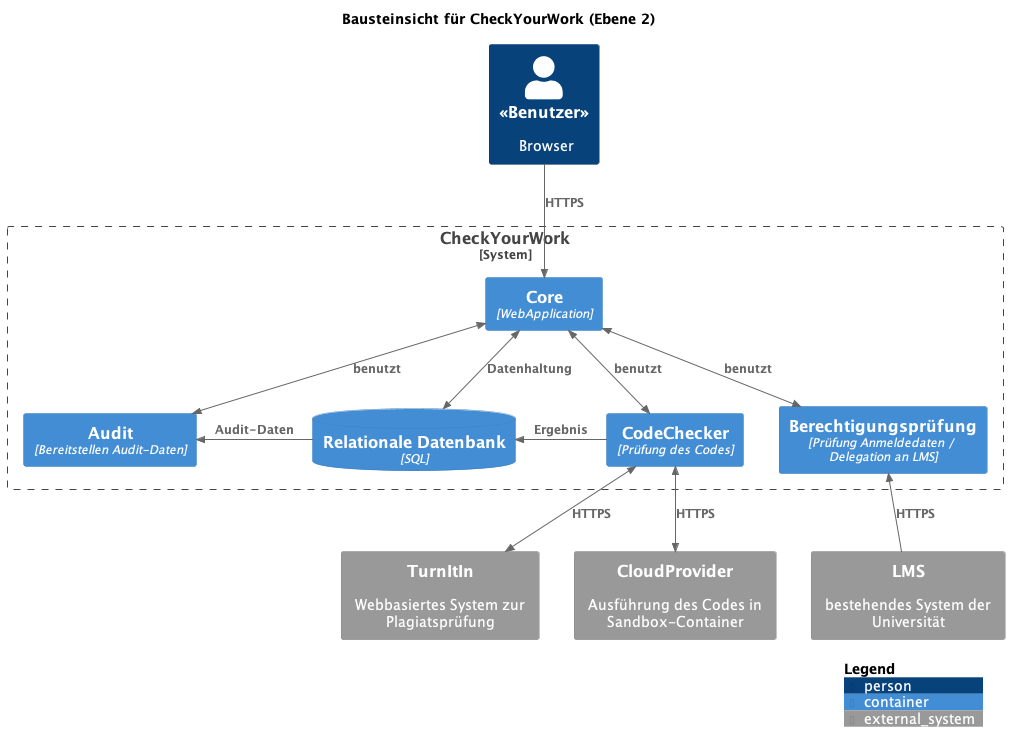 Bausteinsicht für CheckYourWork (Ebene 2)
«Benutzer»
Browser
HTTPS
CheckYourWork
[System]
Core
[WebApplication]
benutzt
Datenhaltung
benutzt
benutzt
Audit
[Bereitstellen Audit-Daten]
Audit-Daten
Relationale Datenbank
[SQL]
Ergebnis
CodeChecker
[Prüfung des Codes]
Berechtigungsprüfung
[Prüfung Anmeldedaten /
Delegation an LMS]
HTTPS
HTTPS
HTTPS
TurnItIn
Webbasiertes System zur
Plagiatsprüfung
CloudProvider
Ausführung des Codes in
Sandbox-Container
LMS
bestehendes System der
Universität
Legend
person
container
external_system